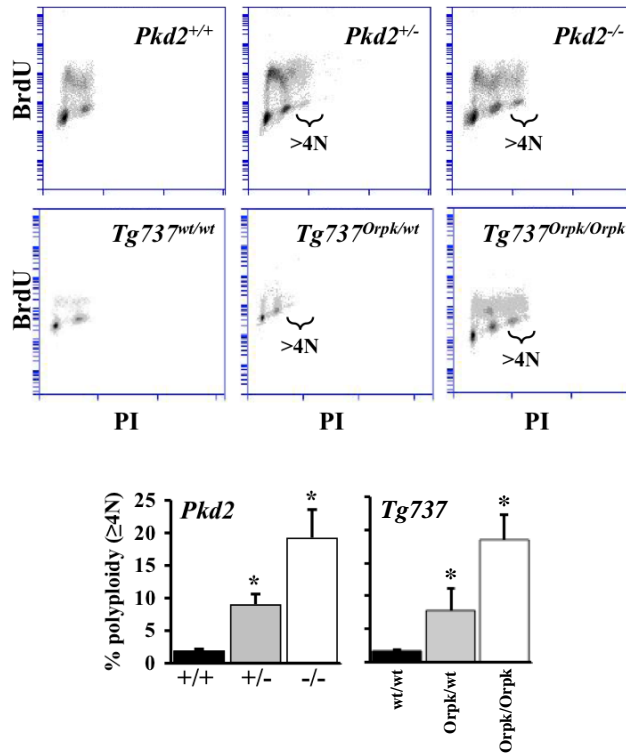 BrdU
Pkd2+/+
Pkd2+/-
>4N
Pkd2-/-
>4N
BrdU
Tg737wt/wt
Tg737Orpk/wt
>4N
Tg737Orpk/Orpk
>4N
PI
PI
PI
% polyploidy (≥4N)
25
20
15
10
5
0
Pkd2
*
*
+/+
+/-
-/-
Tg737
*
*
wt/wt
Orpk/wt
Orpk/Orpk